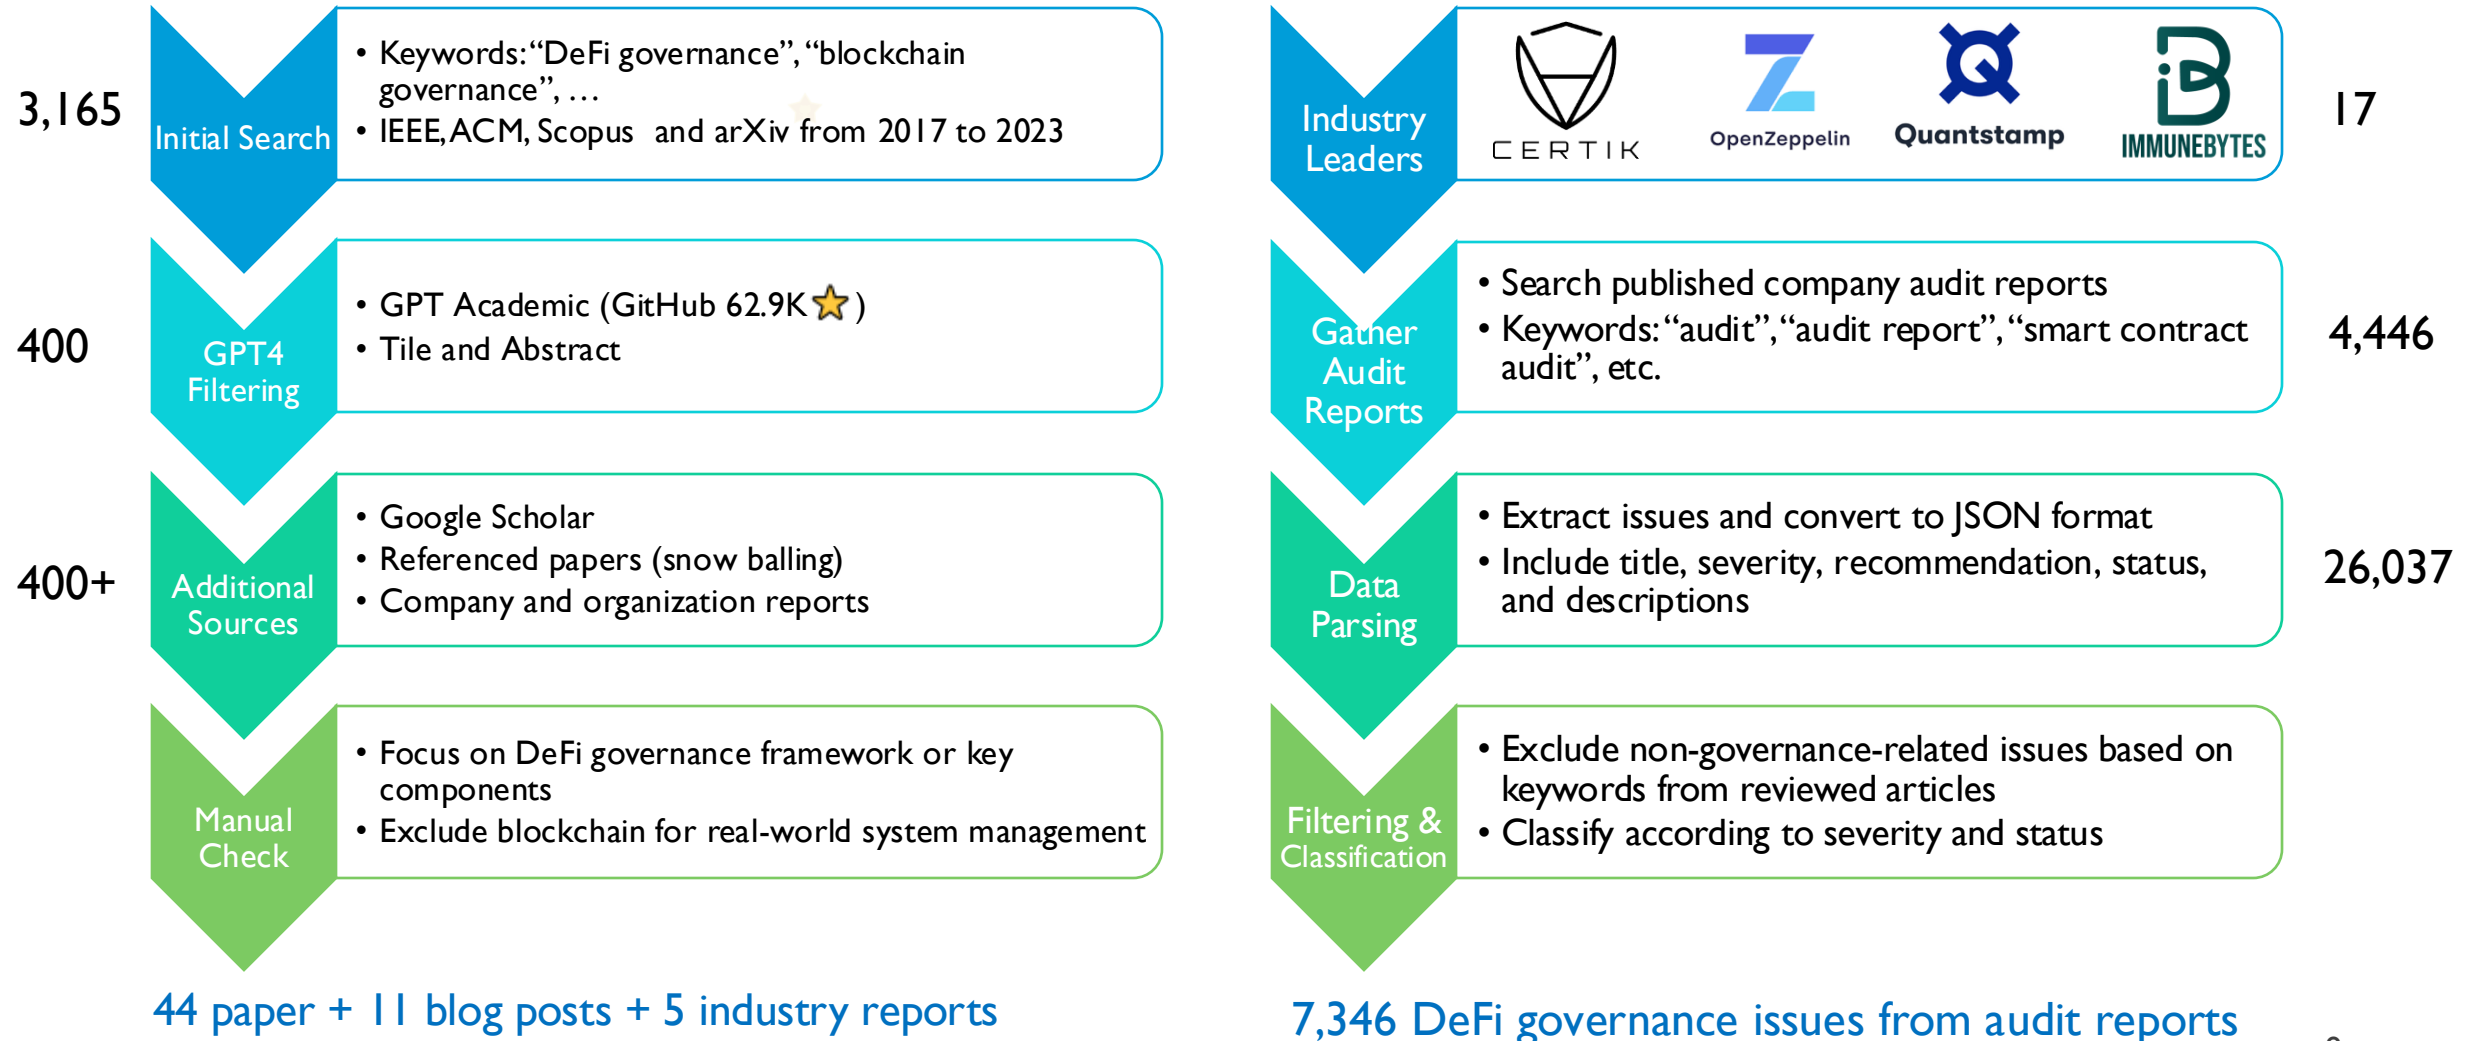 3,165
Initial Search
• Keywords: “DeFi governance”, “blockchain
governance”, …
• IEEE, ACM, Scopus and arXiv from 2017 to 2023
400
GPT4
Filtering
• GPT Academic (GitHub 62.9K⭐)
• Tile and Abstract
400+
Additional
Sources
• Google Scholar
• Referenced papers (snow balling)
• Company and organization reports
Manual
Check
• Focus on DeFi governance framework or key
components
• Exclude blockchain for real-world system management
44 paper + 11 blog posts + 5 industry reports
Industry
Leaders
CERTIK
OpenZeppelin
Quantstamp
IMMUNEBYTES
17
Gather
Audit
Reports
• Search published company audit reports
• Keywords: “audit”, “audit report”, “smart contract
audit”, etc.
4,446
Data
Parsing
• Extract issues and convert to JSON format
• Include title, severity, recommendation, status,
and descriptions
26,037
Filtering &
Classification
• Exclude non-governance-related issues based on
keywords from reviewed articles
• Classify according to severity and status
7,346 DeFi governance issues from audit reports